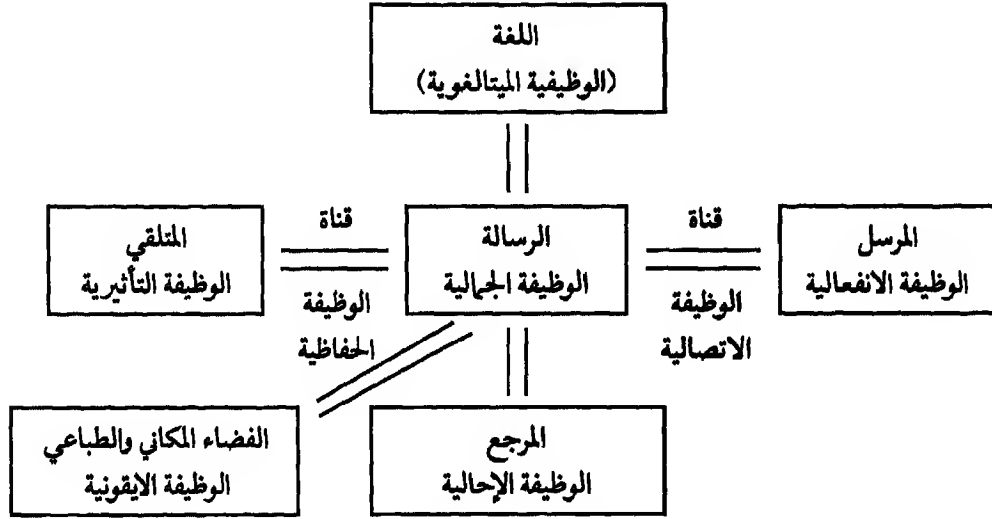 اللغة
(الوظيفية الميتالغوية)
المرسل
الوظيفة الانفعالية
قناة
الوظيفة
الاتصالية
الرسالة
الوظيفة الجمالية
قناة
الوظيفة
الحفاظية
المتلقي
الوظيفة التأثيرية
المرجع
الوظيفة الإحالية
الفضاء المكاني والطباعي
الوظيفة الايقونية